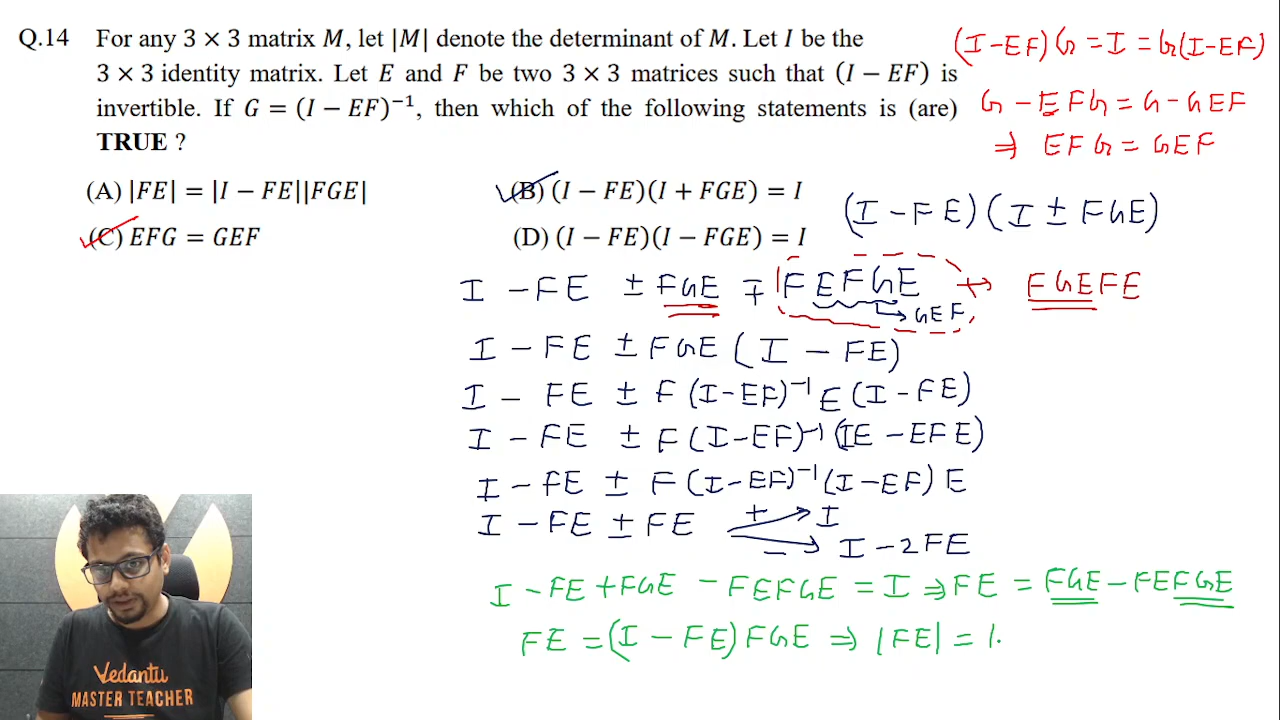 Q.14 For any 3 × 3 matrix M, let |M| denote the determinant of M. Let I be the
3 × 3 identity matrix. Let E and F be two 3 × 3 matrices such that (I − EF) is
invertible. If G = (I − EF)⁻¹, then which of the following statements is (are)
TRUE ?
(I-EF)G = I = G(I-EF)
G - EFG = G - GEF
⇒ EFG = GEF
(A) |FE| = |I − FE||FGE|
(B) (I − FE)(I + FGE) = I
(C) EFG = GEF
(D) (I − FE)(I − FGE) = I
(I - FE)(I ± FGE)
I - FE ± FGE ∓ FEFGE → FGEFE
→ GEF
I - FE ± FGE (I - FE)
I - FE ± F(I-EF)⁻¹ E(I-FE)
I - FE ± F(I-EF)⁻¹ (IE - EFE)
I - FE ± F(I-EF)⁻¹ (I-EF) E
I - FE ± FE + → I
- → I - 2FE
I - FE + FGE - FEFGE = I ⇒ FE = FGE - FEFGE
FE = (I - FE) FGE ⇒ |FE| = |.
Vedantu
MASTER TEACHER